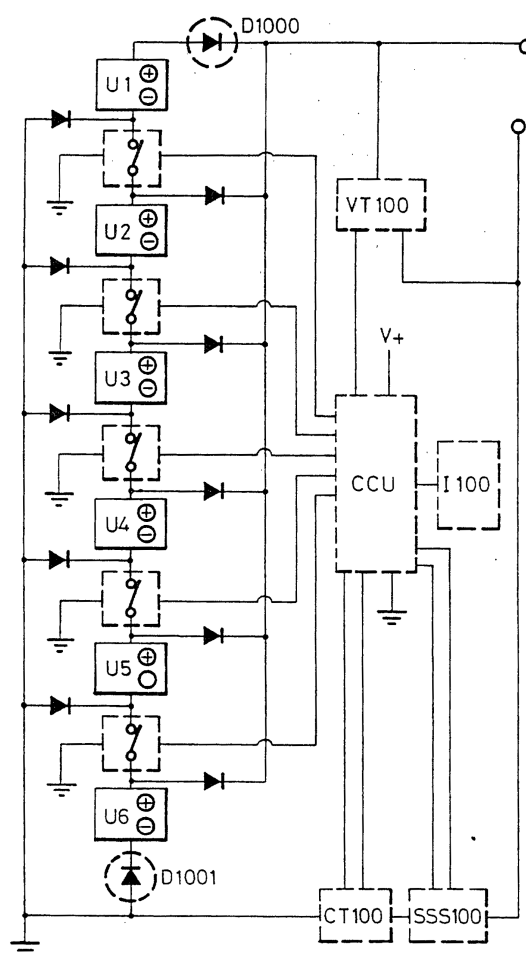 D1000
U1 ⊕
⊖
U2 ⊕
⊖
VT100
V+
U3 ⊕
⊖
CCU
I100
U4 ⊕
⊖
U5 ⊕
U6 ⊕
⊖
D1001
CT100
SSS100